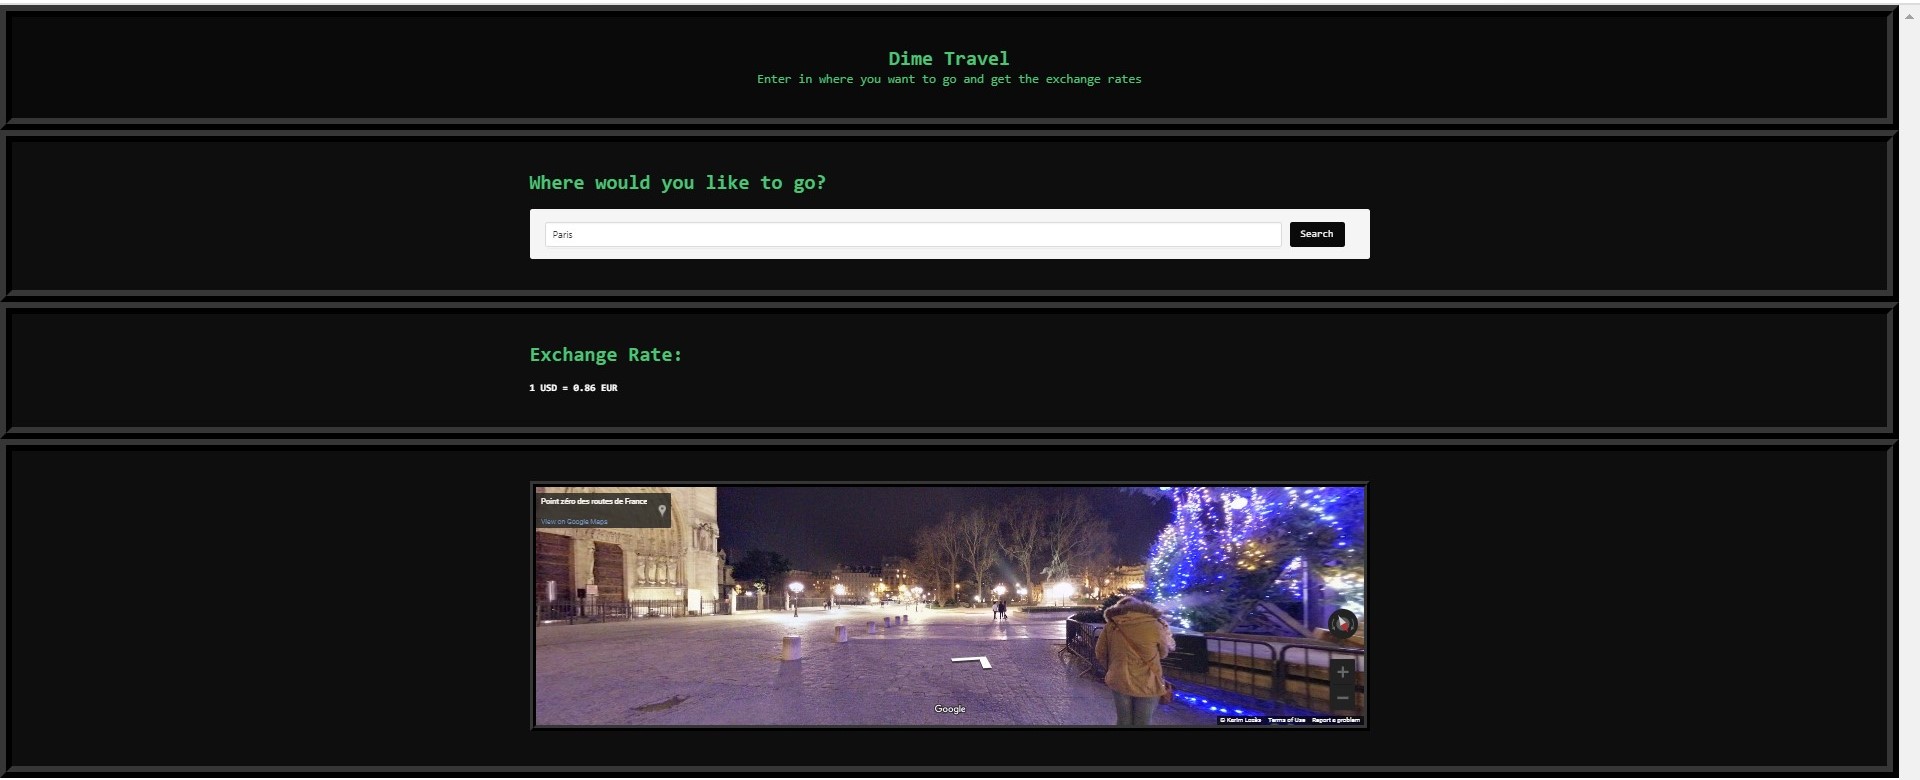 Dime Travel
Enter in where you want to go and get the exchange rates
Where would you like to go?
Paris
Search
Exchange Rate:
1 USD = 0.86 EUR
Point zéro des routes de France
View on Google Maps
Google
© Karim Looks Terms of Use Report a problem